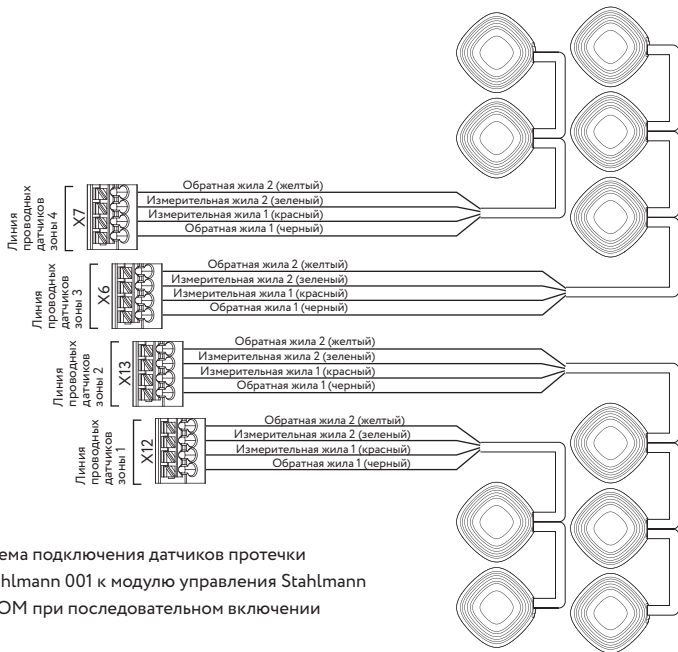 Линия
проводных
датчиков
зоны 4
X7
Обратная жила 2 (желтый)
Измерительная жила 2 (зеленый)
Измерительная жила 1 (красный)
Обратная жила 1 (черный)
Линия
проводных
датчиков
зоны 3
X6
Обратная жила 2 (желтый)
Измерительная жила 2 (зеленый)
Измерительная жила 1 (красный)
Обратная жила 1 (черный)
Линия
проводных
датчиков
зоны 2
X13
Обратная жила 2 (желтый)
Измерительная жила 2 (зеленый)
Измерительная жила 1 (красный)
Обратная жила 1 (черный)
Линия
проводных
датчиков
зоны 1
X12
Обратная жила 2 (желтый)
Измерительная жила 2 (зеленый)
Измерительная жила 1 (красный)
Обратная жила 1 (черный)
ема подключения датчиков протечки
hlmann 001 к модулю управления Stahlmann
ОМ при последовательном включении